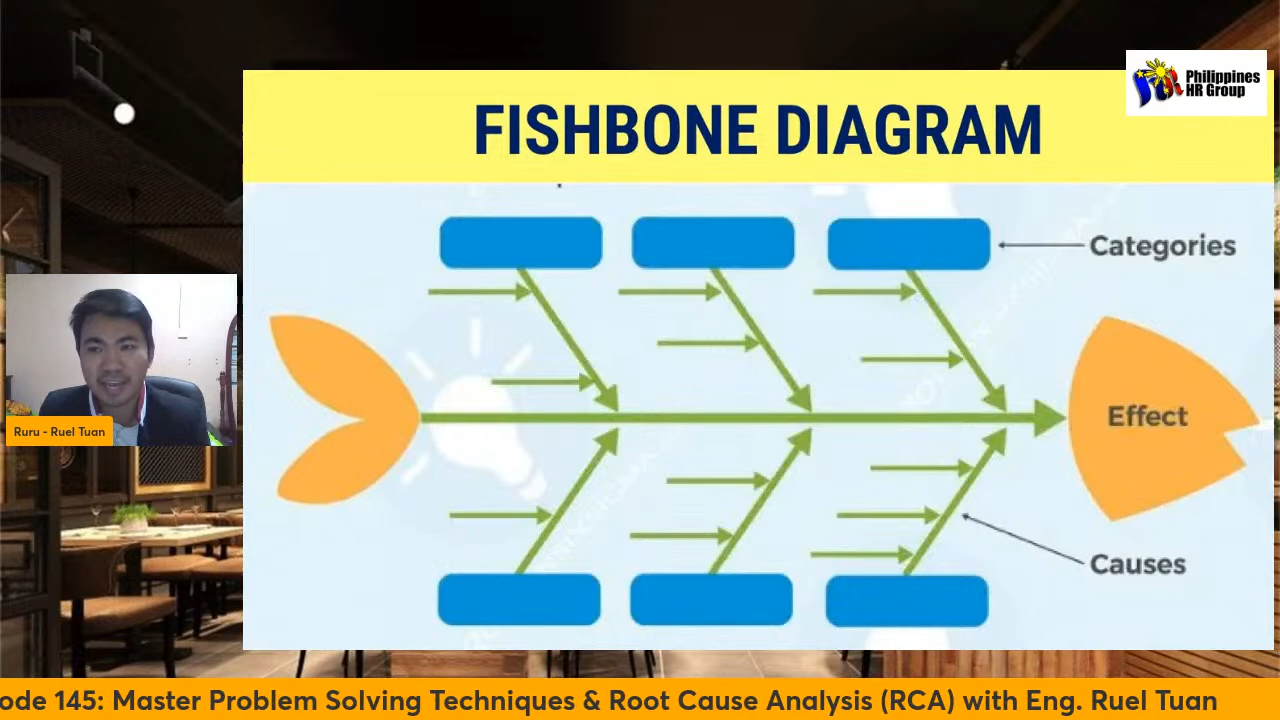 Philippines
HR Group
FISHBONE DIAGRAM
Categories
Effect
Causes
Ruru - Ruel Tuan
ode 145: Master Problem Solving Techniques & Root Cause Analysis (RCA) with Eng. Ruel Tuan